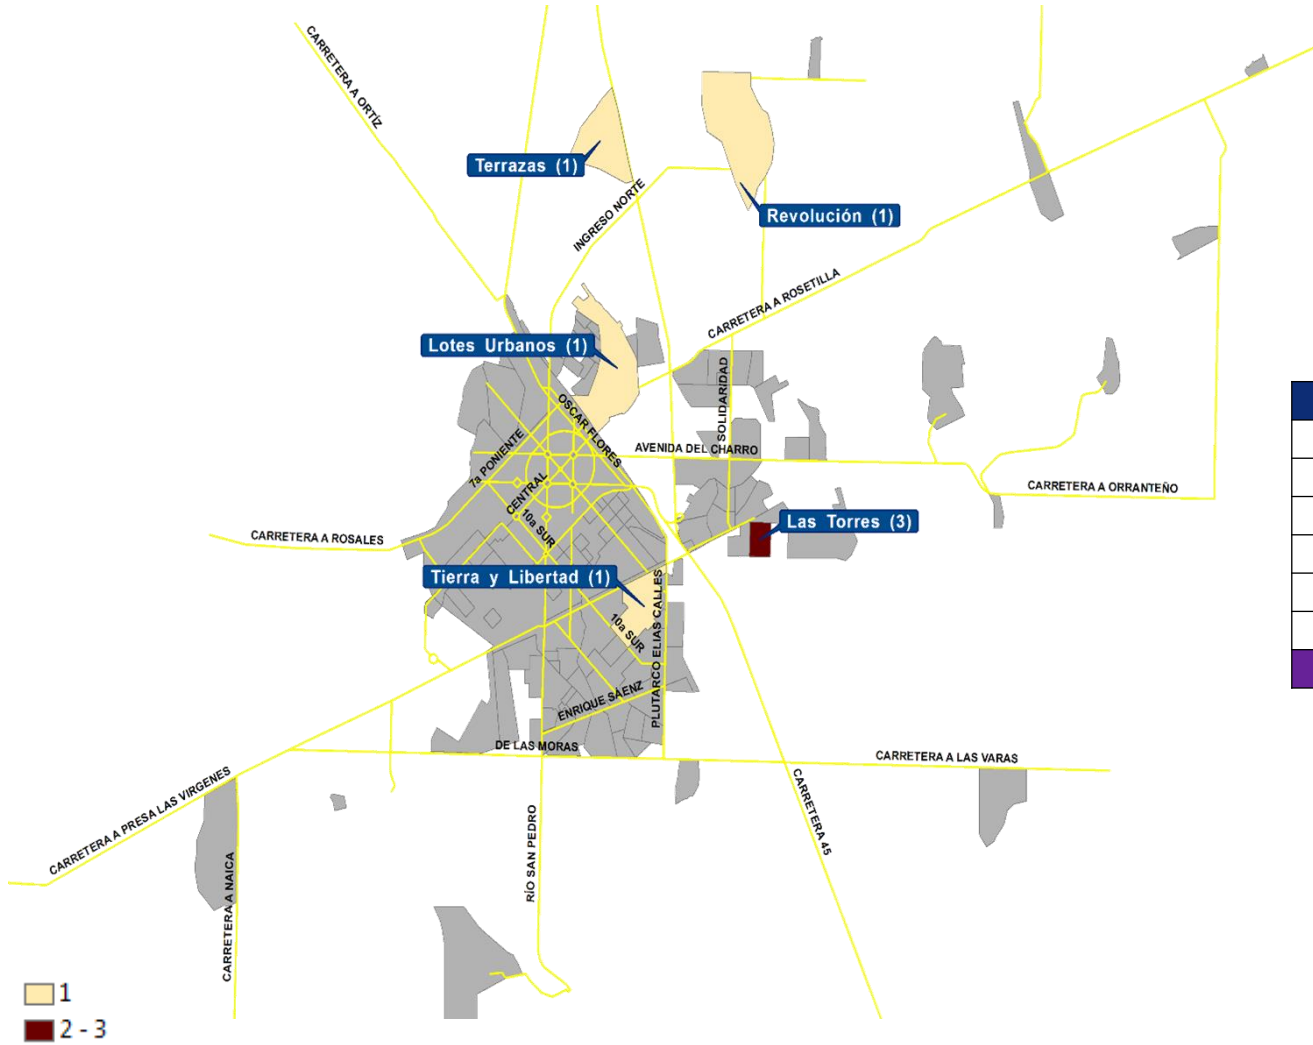 CARRETERA A ORTÍZ
Terrazas (1)
INGRESO NORTE
Revolución (1)
CARRETERA A ROSETILLA
Lotes Urbanos (1)
SOLIDARIDAD
OSCAR FLORES
7a PONIENTE
AVENIDA DEL CHARRO
CENTRAL
CARRETERA A ORRANTEÑO
10a SUR
Las Torres (3)
CARRETERA A ROSALES
Tierra y Libertad (1)
10a SUR
PLUTARCO ELIAS CALLES
ENRIQUE SÁENZ
DE LAS MORAS
CARRETERA A LAS VARAS
CARRETERA A PRESA LAS VIRGENES
CARRETERA 45
RÍO SAN PEDRO
CARRETERA A NAICA
1
2 - 3